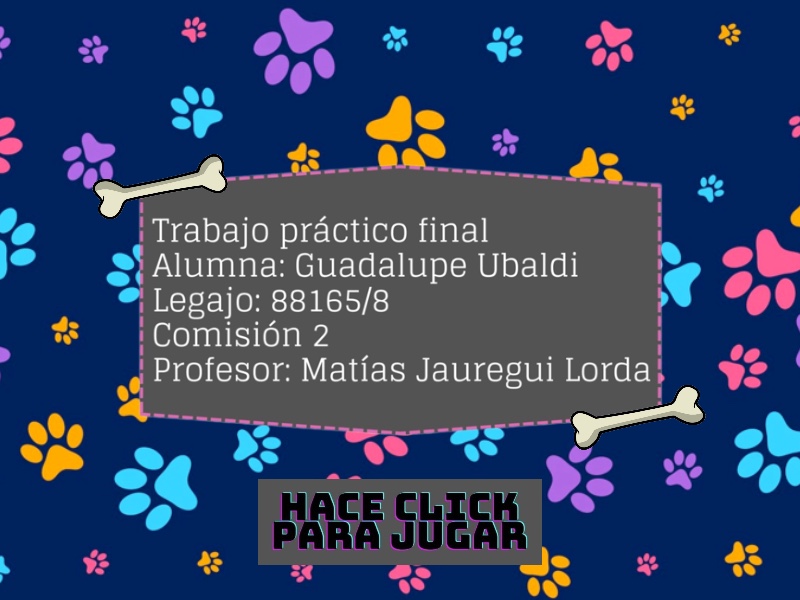 Trabajo práctico final
Alumna: Guadalupe Ubaldi
Legajo: 88165/8
Comisión 2
Profesor: Matías Jauregui Lorda
HACE CLICK
PARA JUGAR